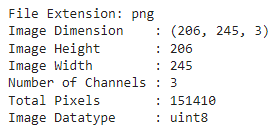 File Extension: png
Image Dimension    : (206, 245, 3)
Image Height       : 206
Image Width        : 245
Number of Channels : 3
Total Pixels       : 151410
Image Datatype     : uint8